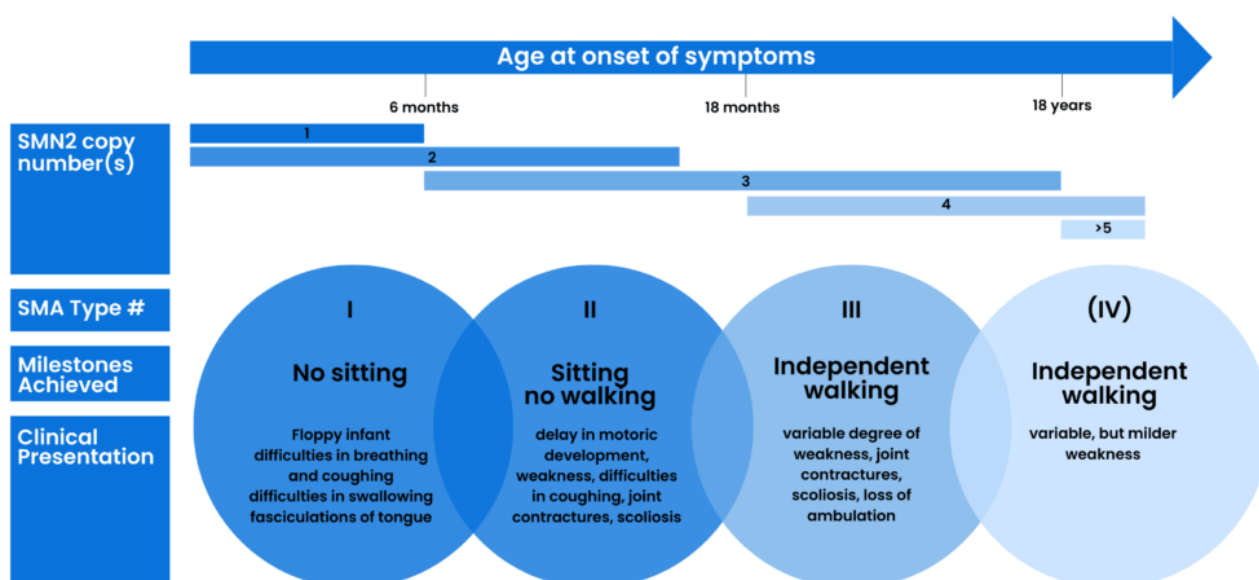 Age at onset of symptoms
6 months
18 months
18 years
SMN2 copy
number(s)
1
2
3
4
>5
SMA Type #
I
II
III
(IV)
Milestones
Achieved
No sitting
Sitting
no walking
Independent
walking
Independent
walking
Clinical
Presentation
Floppy infant
difficulties in breathing
and coughing
difficulties in swallowing
fasciculations of tongue
delay in motoric
development,
weakness, difficulties
in coughing, joint
contractures, scoliosis
variable degree of
weakness, joint
contractures,
scoliosis, loss of
ambulation
variable, but milder
weakness